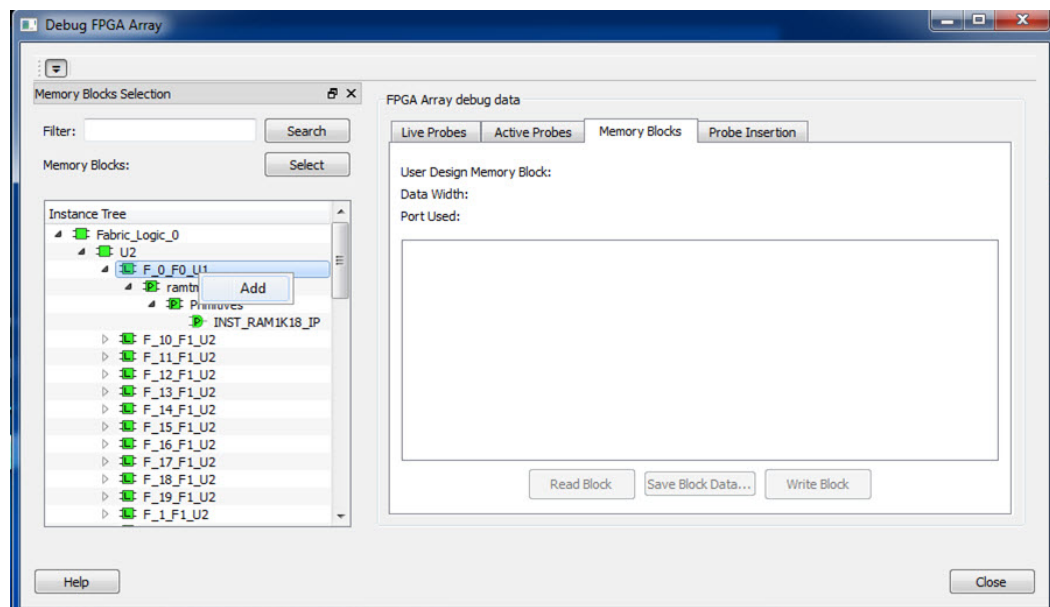 Debug FPGA Array
Memory Blocks Selection
Filter:
Search
Memory Blocks:
Select
Instance Tree
Fabric_Logic_0
U2
F_0_F0_U1
Add
Primitives
INST_RAM1K18_IP
F_10_F1_U2
F_11_F1_U2
F_12_F1_U2
F_13_F1_U2
F_14_F1_U2
F_15_F1_U2
F_16_F1_U2
F_17_F1_U2
F_18_F1_U2
F_19_F1_U2
F_1_F1_U2
FPGA Array debug data
Live Probes Active Probes Memory Blocks Probe Insertion
User Design Memory Block:
Data Width:
Port Used:
Read Block Save Block Data... Write Block
Help
Close